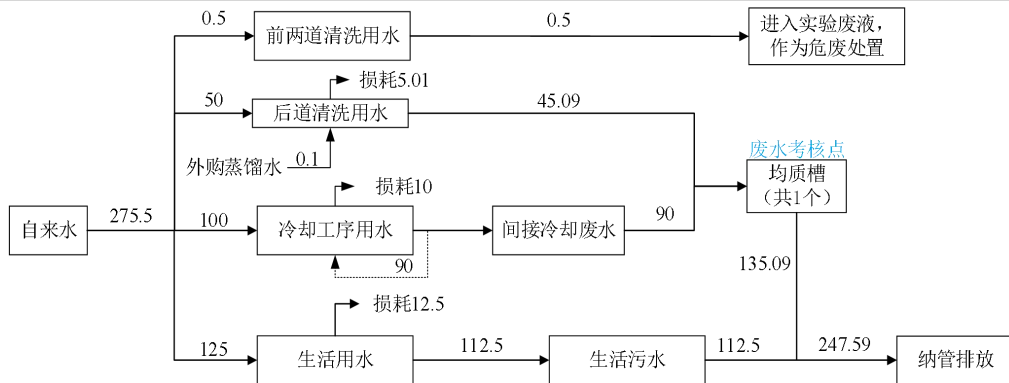 0.5
前两道清洗用水
0.5
进入实验废液，
作为危废处置
损耗5.01
50
后道清洗用水
45.09
外购蒸馏水
0.1
废水考核点
均质槽
（共1个）
损耗10
自来水
275.5
100
冷却工序用水
间接冷却废水
90
90
135.09
损耗12.5
125
生活用水
112.5
生活污水
112.5
247.59
纳管排放